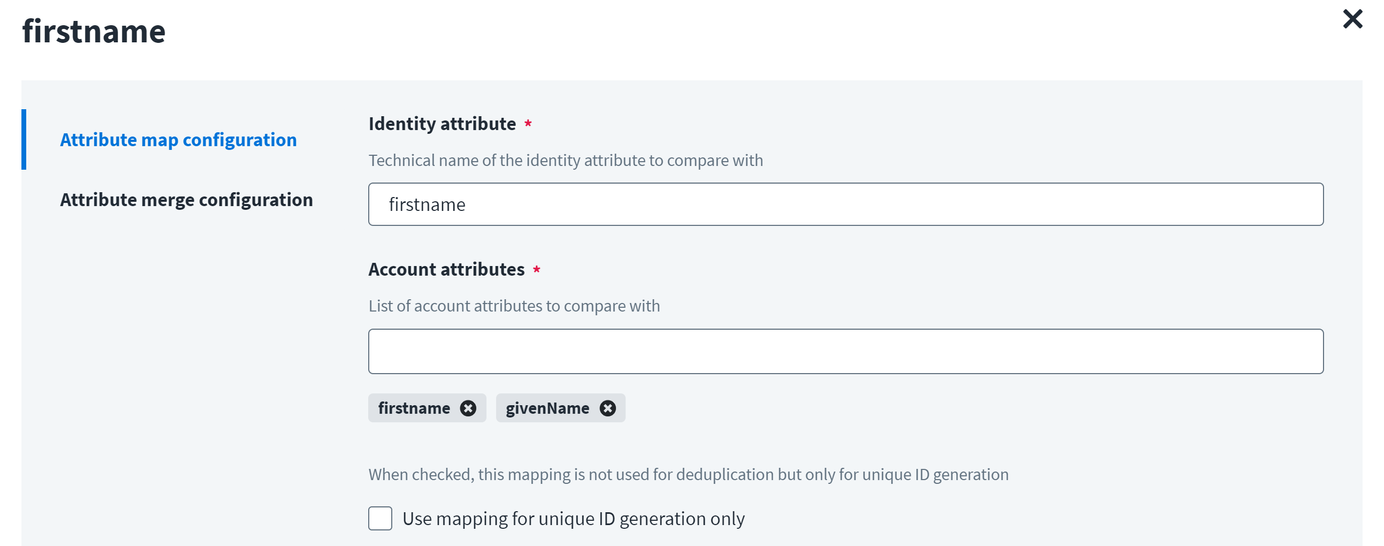 firstname
Attribute map configuration
Attribute merge configuration
Identity attribute *
Technical name of the identity attribute to compare with
firstname
Account attributes *
List of account attributes to compare with
firstname givenName
When checked, this mapping is not used for deduplication but only for unique ID generation
Use mapping for unique ID generation only